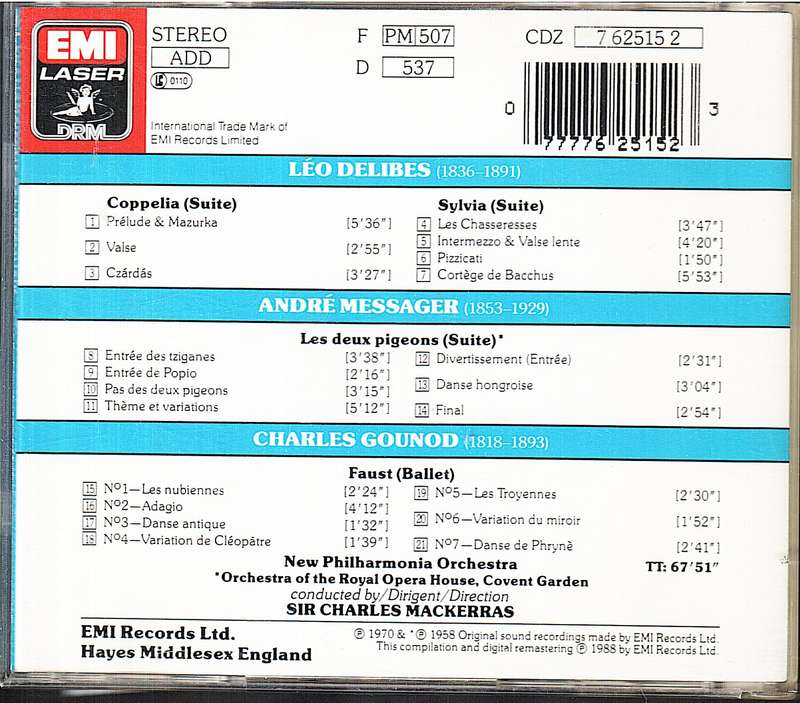 EMI
LASER
DRM
STEREO
ADD
LC 0110
International Trade Mark of
EMI Records Limited
F PM 507
D 537
CDZ 7 62515 2
0 77776 25152 3
LÉO DELIBES (1836–1891)
Coppelia (Suite)
1 Prélude & Mazurka [5'36"]
2 Valse [2'55"]
3 Czárdás [3'27"]
Sylvia (Suite)
4 Les Chasseresses [3'47"]
5 Intermezzo & Valse lente [4'20"]
6 Pizzicati [1'50"]
7 Cortège de Bacchus [5'53"]
ANDRÉ MESSAGER (1853–1929)
Les deux pigeons (Suite)*
8 Entrée des tziganes [3'38"]
9 Entrée de Popio [2'16"]
10 Pas des deux pigeons [3'15"]
11 Thème et variations [5'12"]
12 Divertissement (Entrée) [2'31"]
13 Danse hongroise [3'04"]
14 Final [2'54"]
CHARLES GOUNOD (1818–1893)
Faust (Ballet)
15 Nº1—Les nubiennes [2'24"]
16 Nº2—Adagio [4'12"]
17 Nº3—Danse antique [1'32"]
18 Nº4—Variation de Cléopâtre [1'39"]
19 Nº5—Les Troyennes [2'30"]
20 Nº6—Variation du miroir [1'52"]
21 Nº7—Danse de Phrynè [2'41"]
New Philharmonia Orchestra
TT: 67'51"
*Orchestra of the Royal Opera House, Covent Garden
conducted by/Dirigent/Direction
SIR CHARLES MACKERRAS
EMI Records Ltd.
Hayes Middlesex England
℗ 1970 & *℗ 1958 Original sound recordings made by EMI Records Ltd.
This compilation and digital remastering ℗ 1988 by EMI Records Ltd.